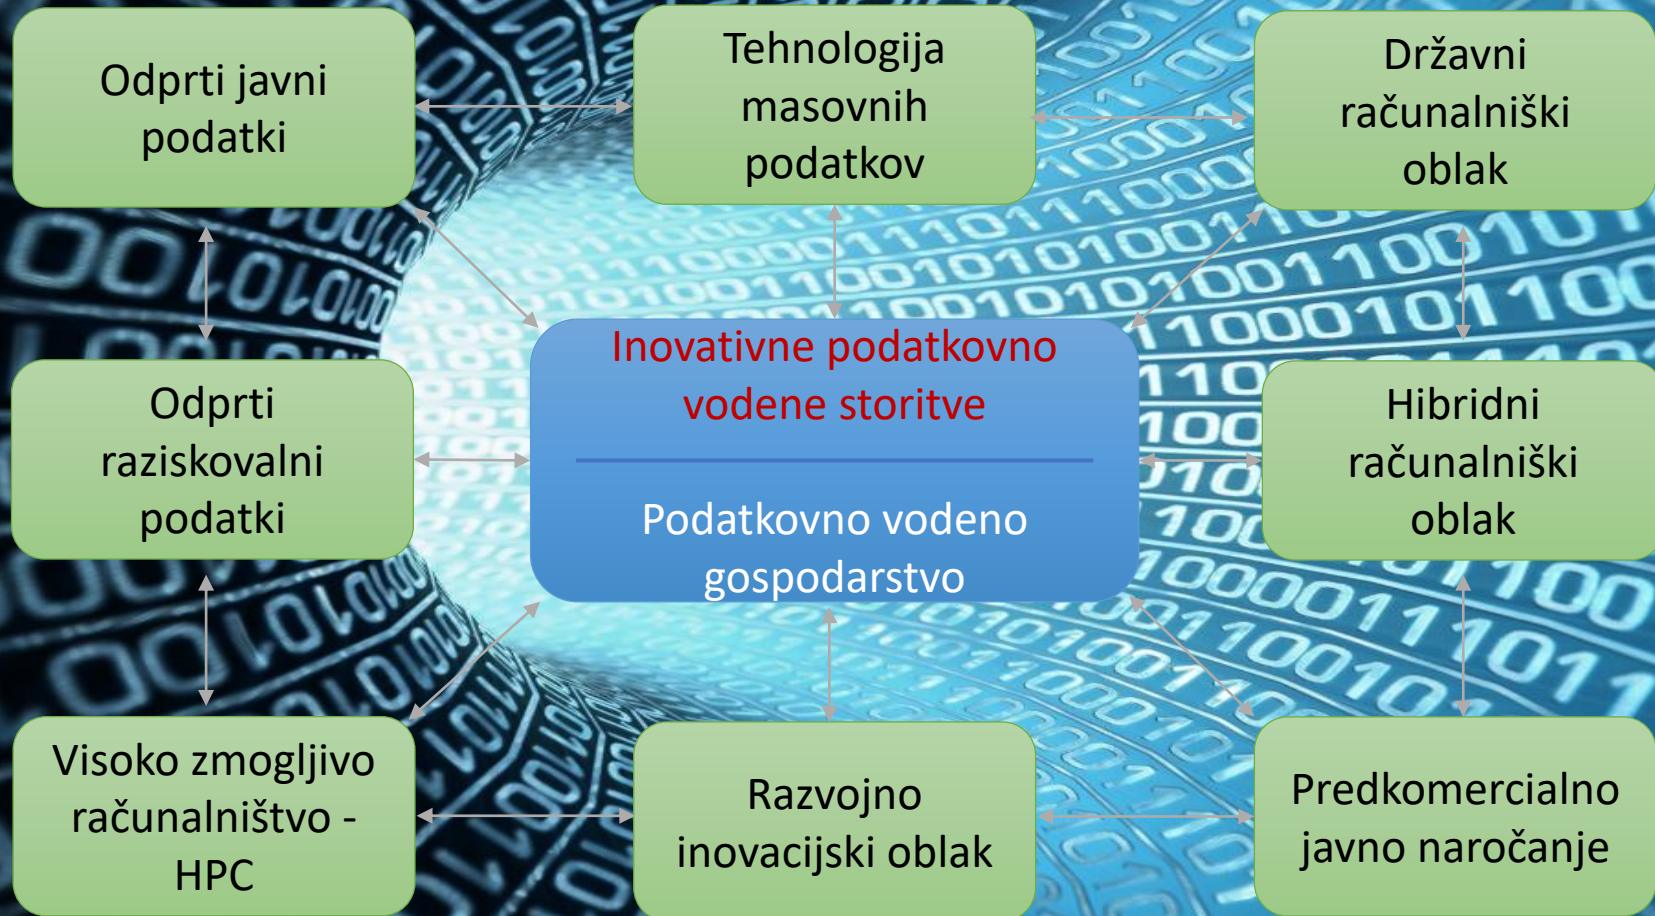 Odprti javni
podatki
Tehnologija
masovnih
podatkov
Državni
računalniški
oblak
Inovativne podatkovno
vodene storitve
Odprti
raziskovalni
podatki
Hibridni
računalniški
oblak
Podatkovno vodeno
gospodarstvo
Visoko zmogljivo
računalništvo -
HPC
Razvojno
inovacijski oblak
Predkomercialno
javno naročanje